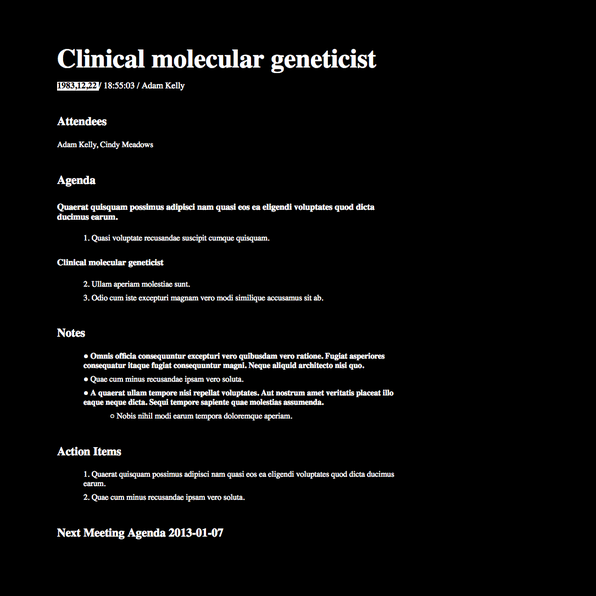 Clinical molecular geneticist
1983,12,22 / 18:55:03 / Adam Kelly
Attendees
Adam Kelly, Cindy Meadows
Agenda
Quaerat quisquam possimus adipisci nam quasi eos ea eligendi voluptates quod dicta
ducimus earum.
1. Quasi voluptate recusandae suscipit cumque quisquam.
Clinical molecular geneticist
2. Ullam aperiam molestiae sunt.
3. Odio cum iste excepturi magnam vero modi similique accusamus sit ab.
Notes
● Omnis officia consequuntur excepturi vero quibusdam vero ratione. Fugiat asperiores
consequatur itaque fugiat consequuntur magni. Neque aliquid architecto nisi quo.
● Quae cum minus recusandae ipsam vero soluta.
● A quaerat ullam tempore nisi repellat voluptates. Aut nostrum amet veritatis placeat illo
eaque neque dicta. Sequi tempore sapiente quae molestias assumenda.
○ Nobis nihil modi earum tempora doloremque aperiam.
Action Items
1. Quaerat quisquam possimus adipisci nam quasi eos ea eligendi voluptates quod dicta ducimus
earum.
2. Quae cum minus recusandae ipsam vero soluta.
Next Meeting Agenda 2013-01-07